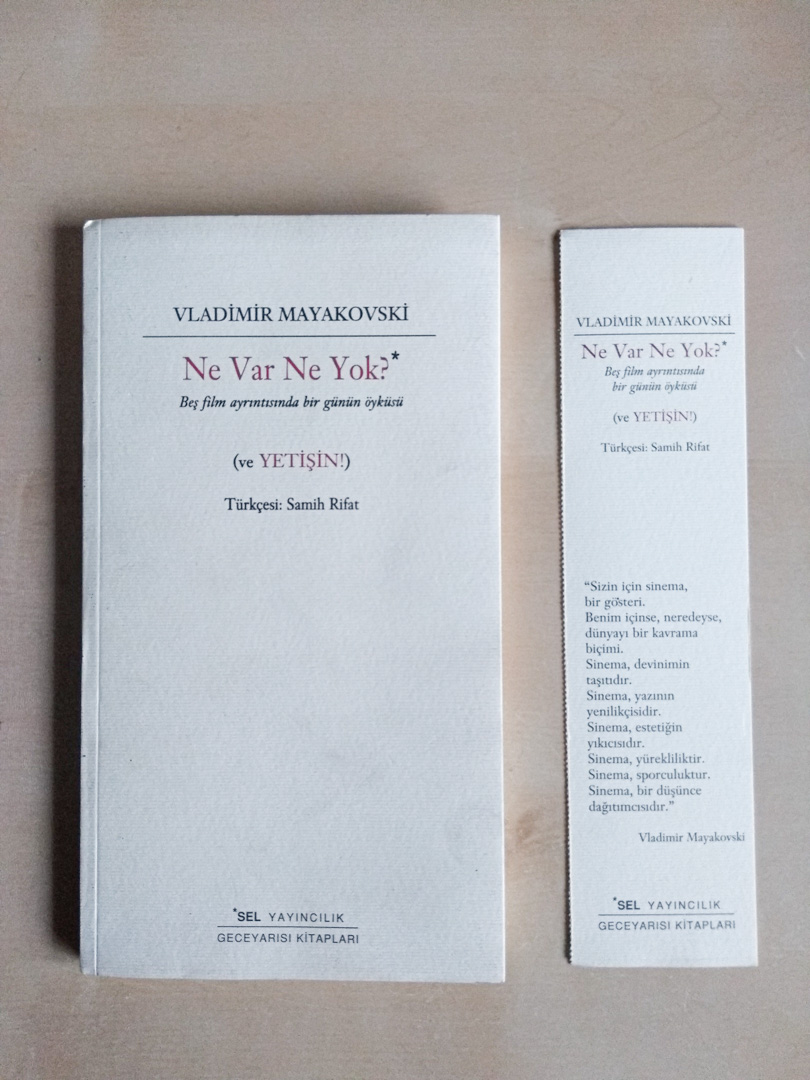 VLADİMİR MAYAKOVSKİ
Ne Var Ne Yok?*
Beş film ayrıntısında bir günün öyküsü
(ve YETİŞİN!)
Türkçesi: Samih Rifat
*SEL YAYINCILIK
GECEYARISI KİTAPLARI
VLADİMİR MAYAKOVSKİ
Ne Var Ne Yok?*
Beş film ayrıntısında
bir günün öyküsü
(ve YETİŞİN!)
Türkçesi: Samih Rifat
“Sizin için sinema,
bir gösteri.
Benim içinse, neredeyse,
dünyayı bir kavrama
biçimi.
Sinema, devinimin
taşıtıdır.
Sinema, yazının
yenilikçisidir.
Sinema, estetiğin
yıkıcısıdır.
Sinema, yürekliliktir.
Sinema, sporculuktur.
Sinema, bir düşünce
dağıtımcısıdır.”
Vladimir Mayakovski
*SEL YAYINCILIK
GECEYARISI KİTAPLARI